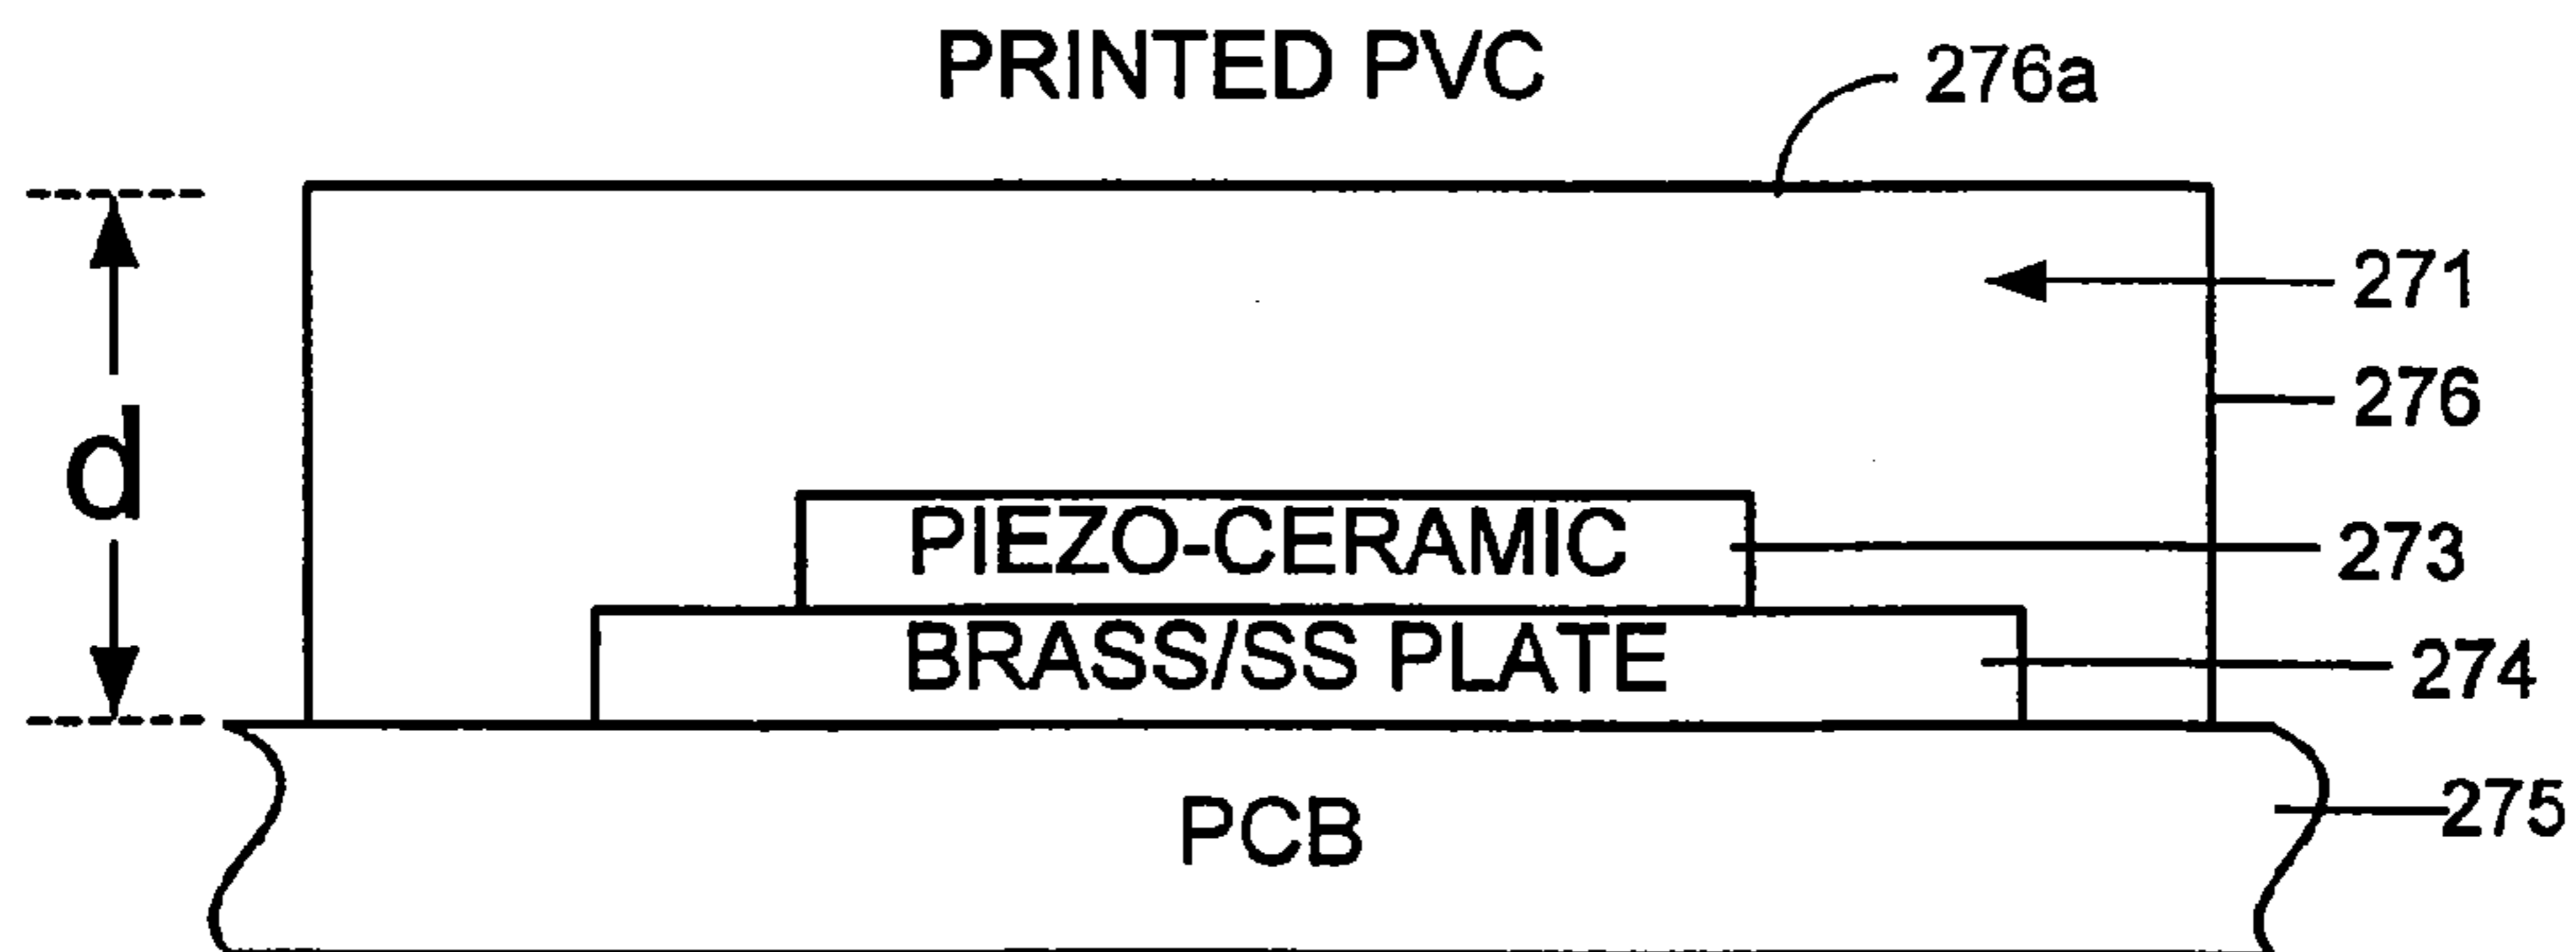 PRINTED PVC
276a
271
276
d
PIEZO-CERAMIC
273
BRASS/SS PLATE
274
PCB
275